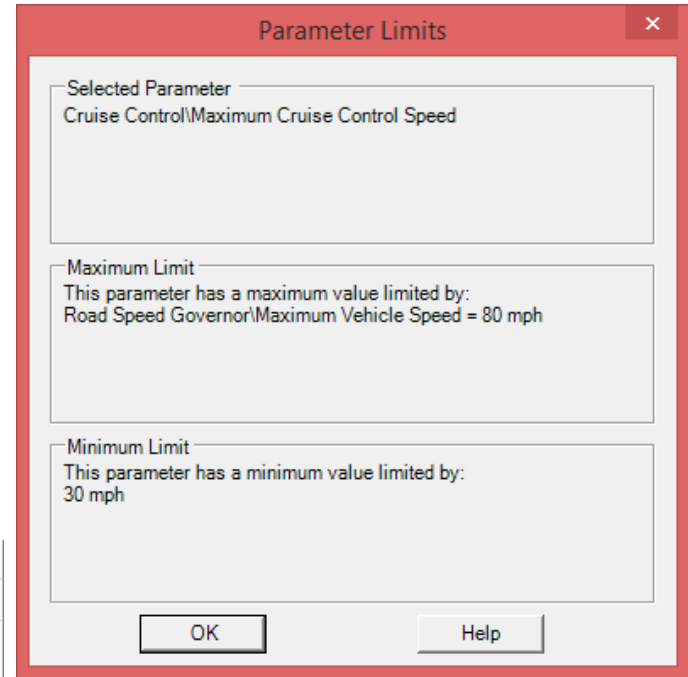 Parameter Limits
Selected Parameter
Cruise Control\Maximum Cruise Control Speed
Maximum Limit
This parameter has a maximum value limited by:
Road Speed Governor\Maximum Vehicle Speed = 80 mph
Minimum Limit
This parameter has a minimum value limited by:
30 mph
OK
Help